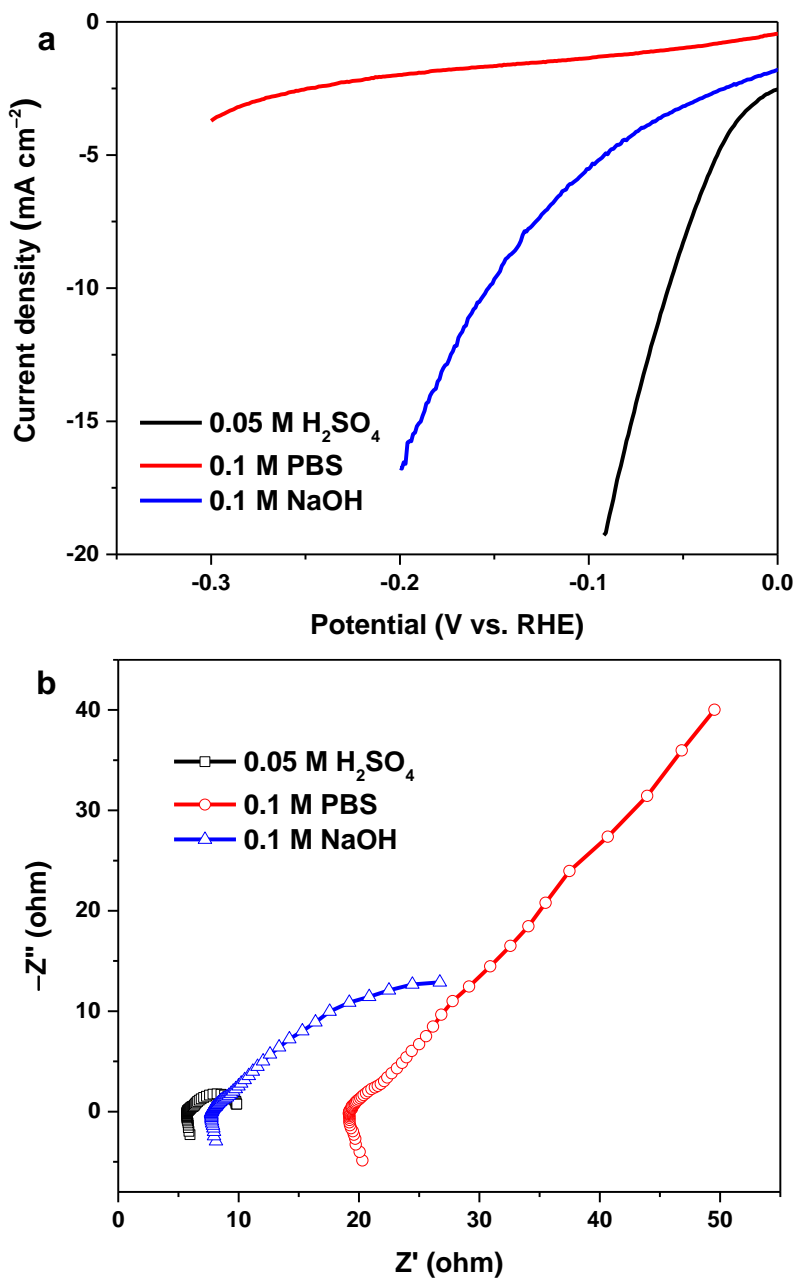 a
0
-5
-10
-15
-20
Current density (mA cm⁻²)
0.05 M H₂SO₄
0.1 M PBS
0.1 M NaOH
-0.3
-0.2
-0.1
0.0
Potential (V vs. RHE)
b
40
30
20
10
0
–Z" (ohm)
0.05 M H₂SO₄
0.1 M PBS
0.1 M NaOH
0
10
20
30
40
50
Z' (ohm)